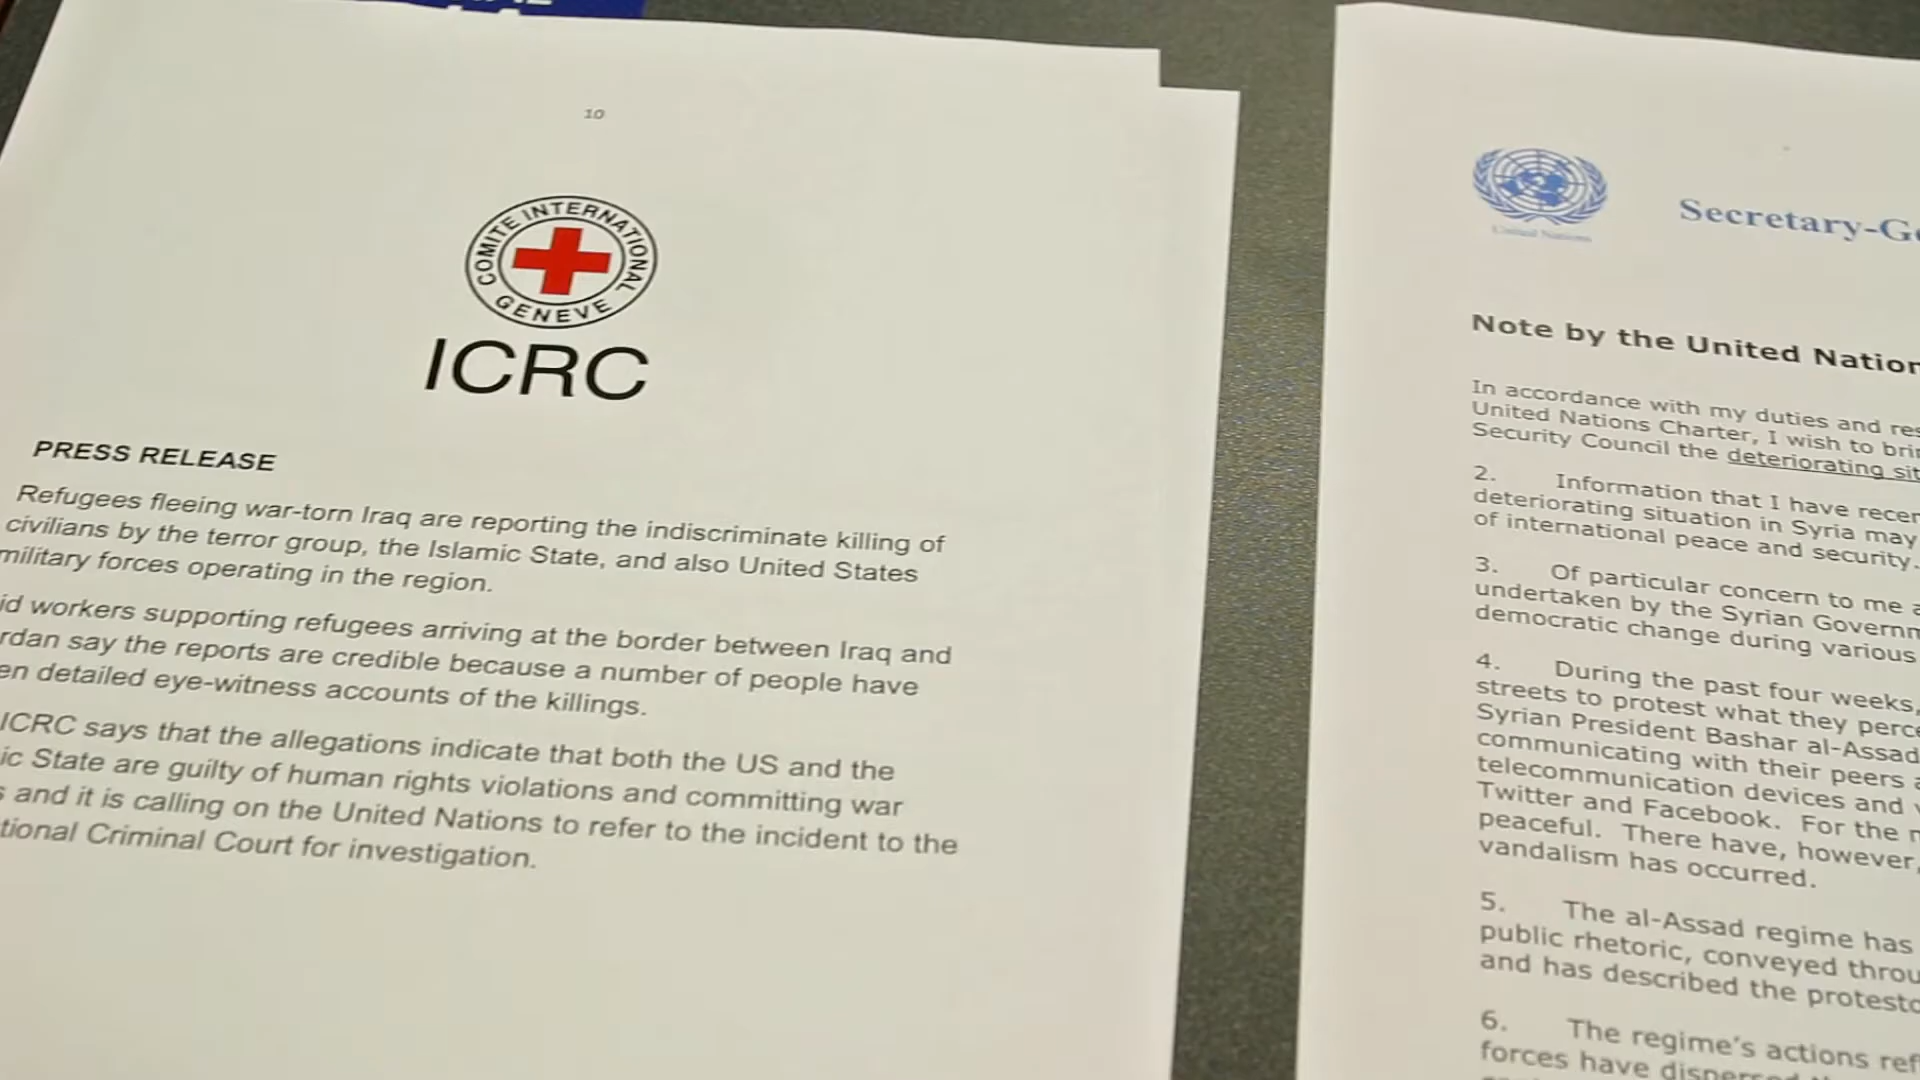 10
COMITE INTERNATIONAL
GENEVE
ICRC
PRESS RELEASE
Refugees fleeing war-torn Iraq are reporting the indiscriminate killing of
civilians by the terror group, the Islamic State, and also United States
military forces operating in the region.
id workers supporting refugees arriving at the border between Iraq and
rdan say the reports are credible because a number of people have
en detailed eye-witness accounts of the killings.
ICRC says that the allegations indicate that both the US and the
ic State are guilty of human rights violations and committing war
s and it is calling on the United Nations to refer to the incident to the
tional Criminal Court for investigation.
United Nations
Secretary-Ge
Note by the United Nation
In accordance with my duties and res
United Nations Charter, I wish to brin
Security Council the deteriorating sit
2. Information that I have recen
deteriorating situation in Syria may
of international peace and security.
3. Of particular concern to me a
undertaken by the Syrian Governm
democratic change during various
4. During the past four weeks,
streets to protest what they perce
Syrian President Bashar al-Assad
communicating with their peers a
telecommunication devices and
Twitter and Facebook. For the m
peaceful. There have, however,
vandalism has occurred.
5. The al-Assad regime has
public rhetoric, conveyed throu
and has described the protesto
6. The regime's actions ref
forces have dispersed